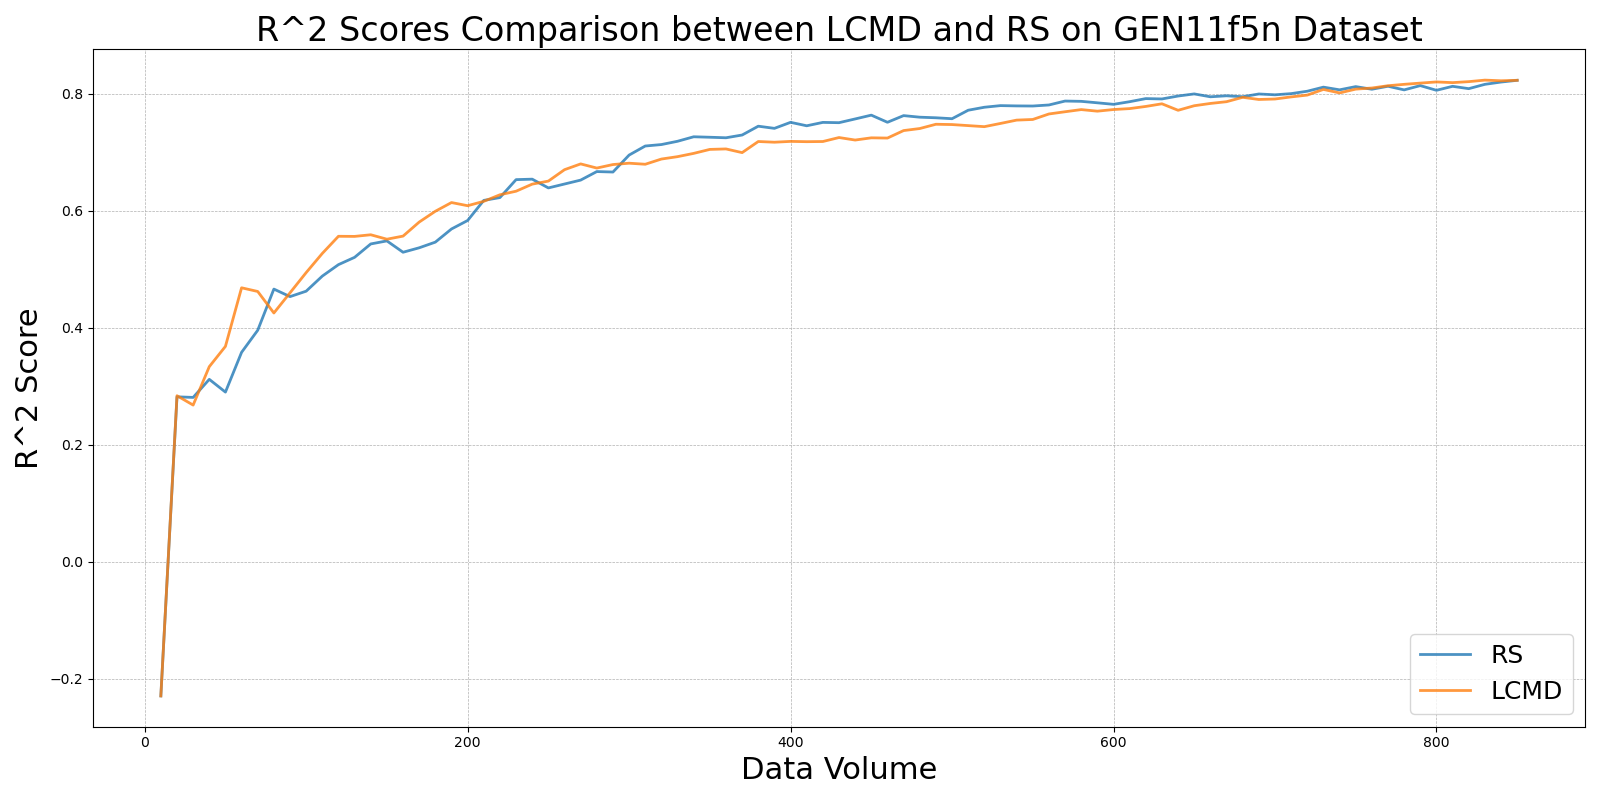 R^2 Scores Comparison between LCMD and RS on GEN11f5n Dataset
R^2 Score
0.8
0.6
0.4
0.2
0.0
−0.2
0 200 400 600 800
Data Volume
RS
LCMD